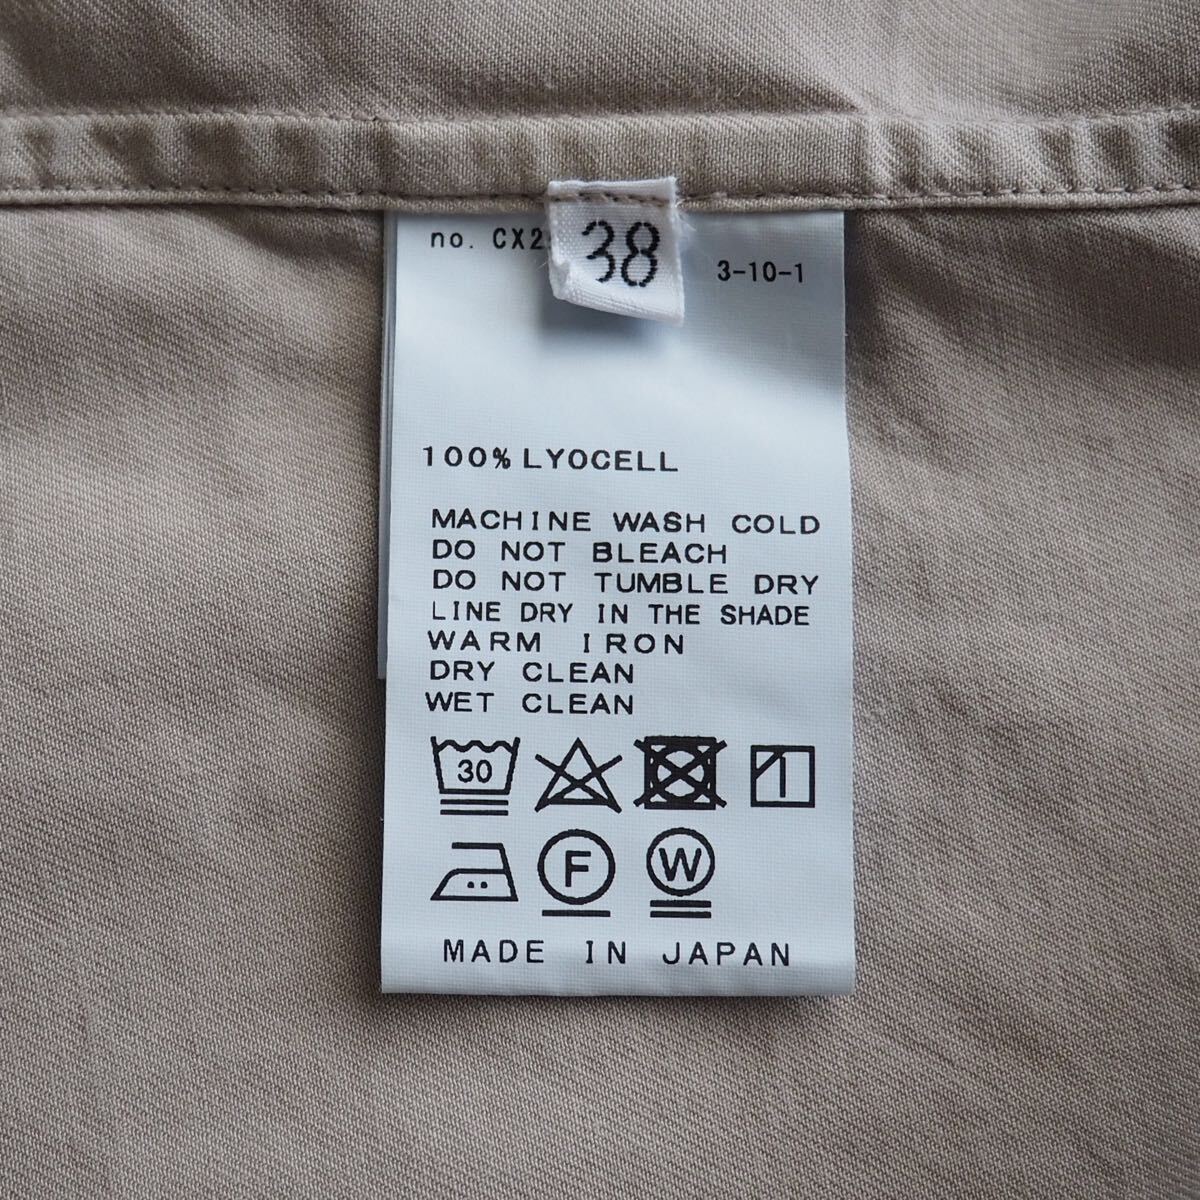 38
no. CX2
3-10-1
100% LYOCELL
MACHINE WASH COLD
DO NOT BLEACH
DO NOT TUMBLE DRY
LINE DRY IN THE SHADE
WARM IRON
DRY CLEAN
WET CLEAN
30
F W
MADE IN JAPAN